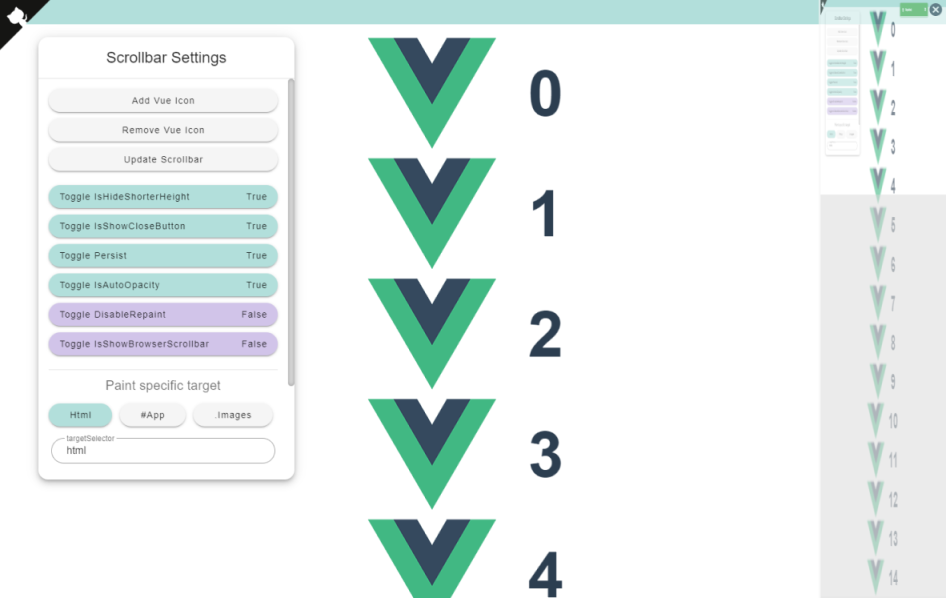 Scrollbar Settings
Add Vue Icon
Remove Vue Icon
Update Scrollbar
Toggle IsHideShorterHeight True
Toggle IsShowCloseButton True
Toggle Persist True
Toggle IsAutoOpacity True
Toggle DisableRepaint False
Toggle IsShowBrowserScrollbar False
Paint specific target
Html #App .Images
targetSelector
html
0
1
2
3
4
0
1
2
3
4
5
6
7
8
9
10
11
12
13
14